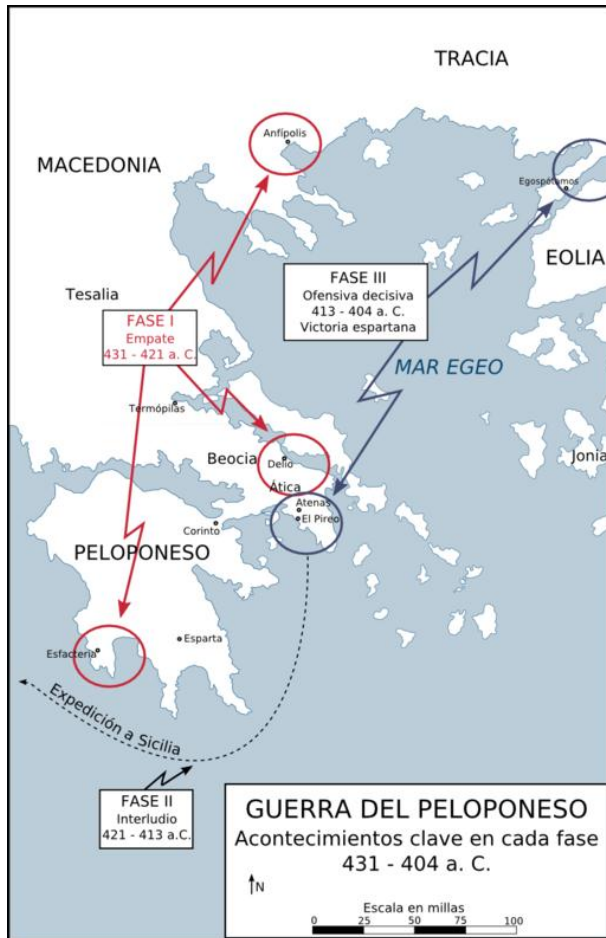 TRACIA
Anfípolis
MACEDONIA
Egospótamos
EOLIA
FASE III
Ofensiva decisiva
413 - 404 a. C.
Victoria espartana
Tesalia
FASE I
Empate
431 - 421 a. C.
MAR EGEO
Termópilas
Beocia
Delio
Jonia
Ática
Atenas
El Pireo
Corinto
PELOPONESO
Esparta
Esfacteria
Expedición a Sicilia
FASE II
Interludio
421 - 413 a.C.
GUERRA DEL PELOPONESO
Acontecimientos clave en cada fase
431 - 404 a. C.
N
Escala en millas
0 25 50 75 100